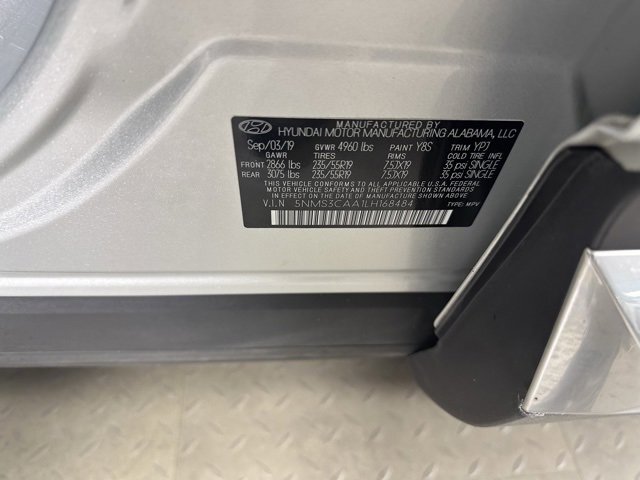 MANUFACTURED BY
HYUNDAI MOTOR MANUFACTURING ALABAMA, LLC
Sep/03/19 GVWR 4960 lbs PAINT Y8S TRIM YPJ
GAWR TIRES RIMS COLD TIRE INFL
FRONT 2866 lbs 235/55R19 7.5JX19 35 psi SINGLE
REAR 3075 lbs 235/55R19 7.5JX19 35 psi SINGLE
THIS VEHICLE CONFORMS TO ALL APPLICABLE U.S.A. FEDERAL
MOTOR VEHICLE SAFETY AND THEFT PREVENTION STANDARDS
IN EFFECT ON THE DATE OF MANUFACTURE SHOWN ABOVE.
V.I.N 5NMS3CAA1LH168484
TYPE: MPV